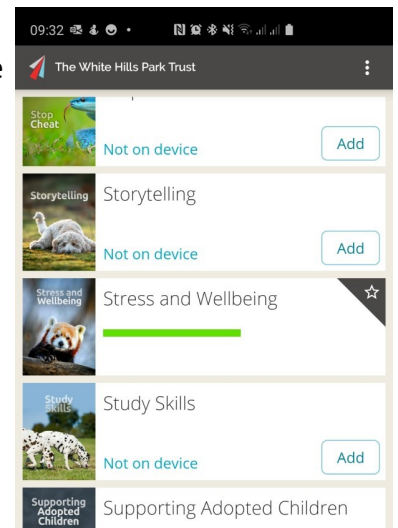 e
09:32
The White Hills Park Trust
Stop
Cheat
Not on device
Add
Storytelling
Storytelling
Not on device
Add
Stress and
Wellbeing
Stress and Wellbeing
Study
Skills
Study Skills
Not on device
Add
Supporting
Adopted
Children
Supporting Adopted Children